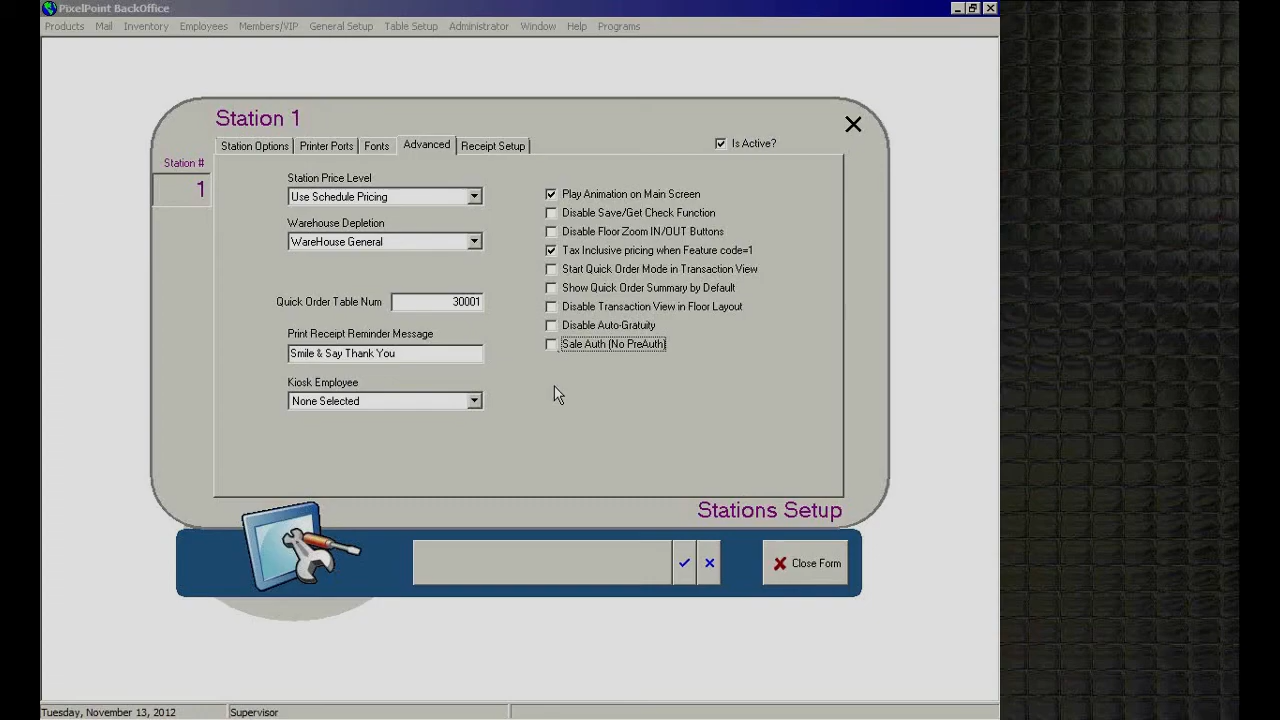 PixelPoint BackOffice
Products Mail Inventory Employees Members/VIP General Setup Table Setup Administrator Window Help Programs
Station 1
Station Options Printer Ports Fonts Advanced Receipt Setup
Is Active?
Station #
1
Station Price Level
Use Schedule Pricing
Warehouse Depletion
WareHouse General
Quick Order Table Num 30001
Print Receipt Reminder Message
Smile & Say Thank You
Kiosk Employee
None Selected
Play Animation on Main Screen
Disable Save/Get Check Function
Disable Floor Zoom IN/OUT Buttons
Tax Inclusive pricing when Feature code=1
Start Quick Order Mode in Transaction View
Show Quick Order Summary by Default
Disable Transaction View in Floor Layout
Disable Auto-Gratuity
Sale Auth (No PreAuth)
Stations Setup
Close Form
Tuesday, November 13, 2012 Supervisor